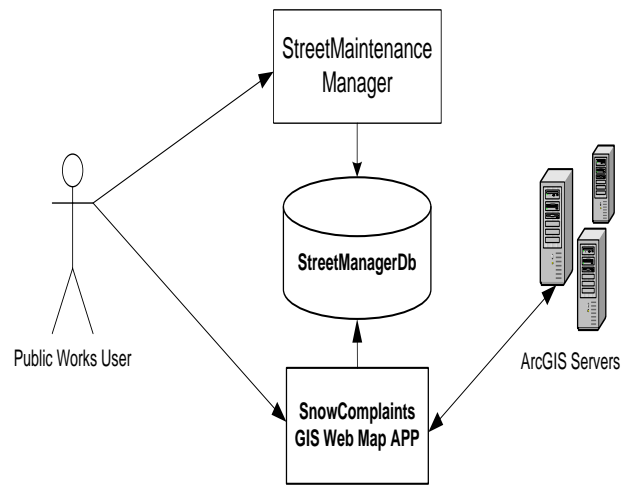 StreetMaintenance
Manager
StreetManagerDb
Public Works User
ArcGIS Servers
SnowComplaints
GIS Web Map APP